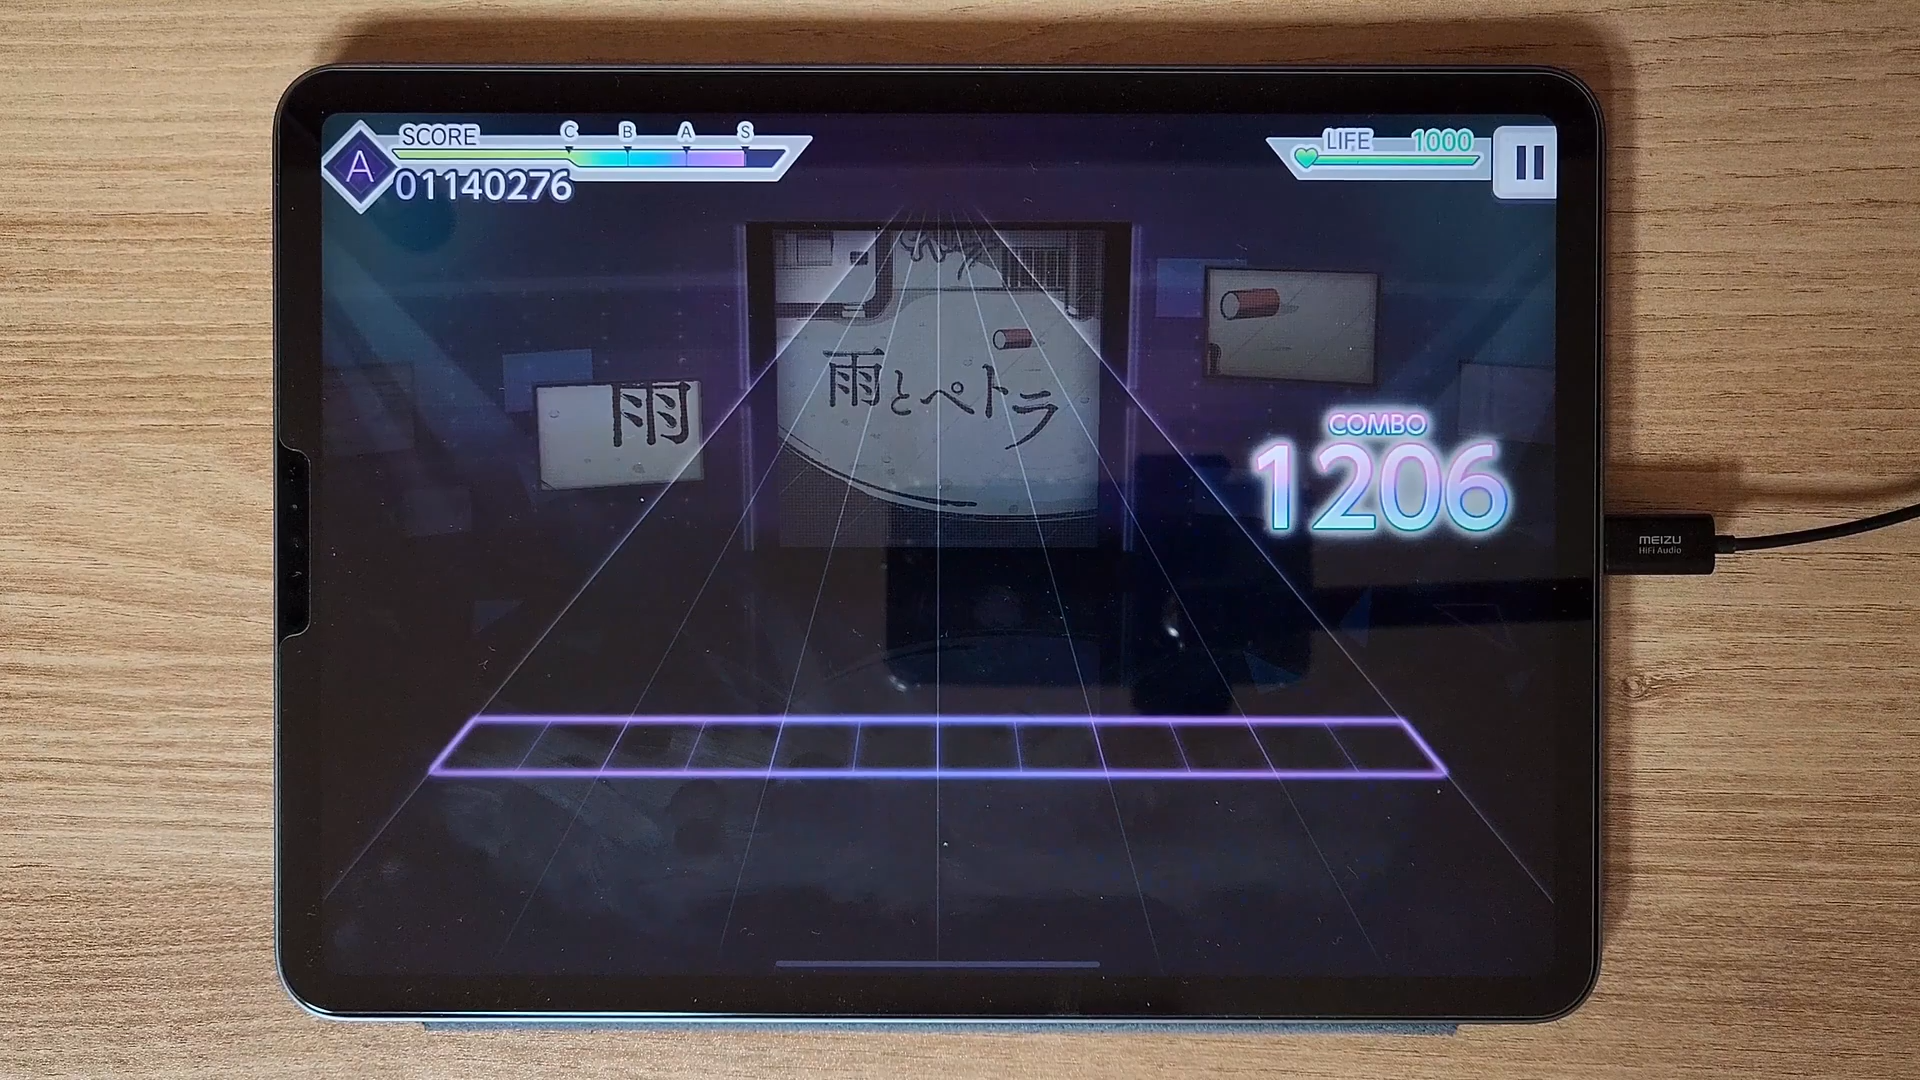 SCORE
C B A S
A
01140276
LIFE 1000
雨とペトラ
雨
COMBO
1206
MEIZU
HiFi Audio